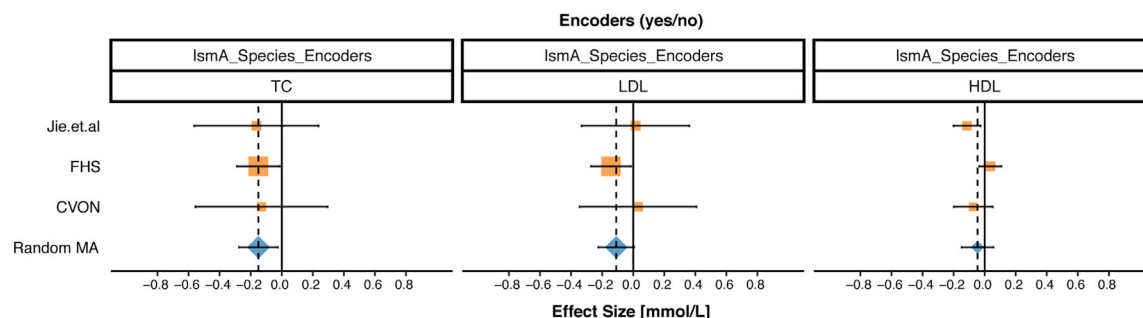 Encoders (yes/no)
IsmA_Species_Encoders
IsmA_Species_Encoders
IsmA_Species_Encoders
TC
LDL
HDL
Jie.et.al
FHS
CVON
Random MA
−0.8 −0.6 −0.4 −0.2 0.0 0.2 0.4 0.6 0.8
−0.8 −0.6 −0.4 −0.2 0.0 0.2 0.4 0.6 0.8
−0.8 −0.6 −0.4 −0.2 0.0 0.2 0.4 0.6 0.8
Effect Size [mmol/L]